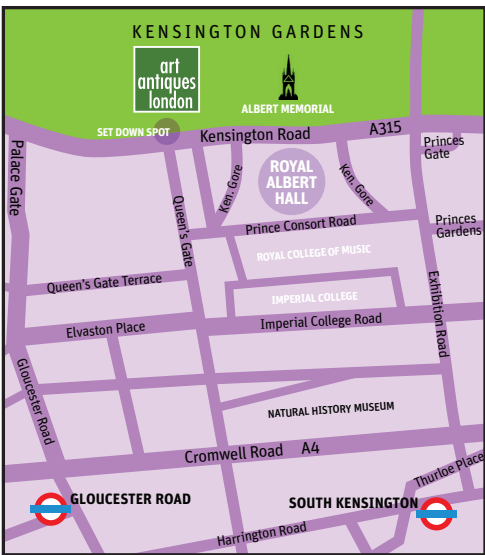 KENSINGTON GARDENS
art
antiques
london
ALBERT MEMORIAL
SET DOWN SPOT
Kensington Road
A315
Palace Gate
Princes
Gate
Ken. Gore
ROYAL
ALBERT
HALL
Ken. Gore
Queen's Gate
Prince Consort Road
Princes
Gardens
ROYAL COLLEGE OF MUSIC
Queen's Gate Terrace
IMPERIAL COLLEGE
Exhibition Road
Elvaston Place
Imperial College Road
Gloucester Road
NATURAL HISTORY MUSEUM
Cromwell Road A4
Thurloe Place
GLOUCESTER ROAD
SOUTH KENSINGTON
Harrington Road